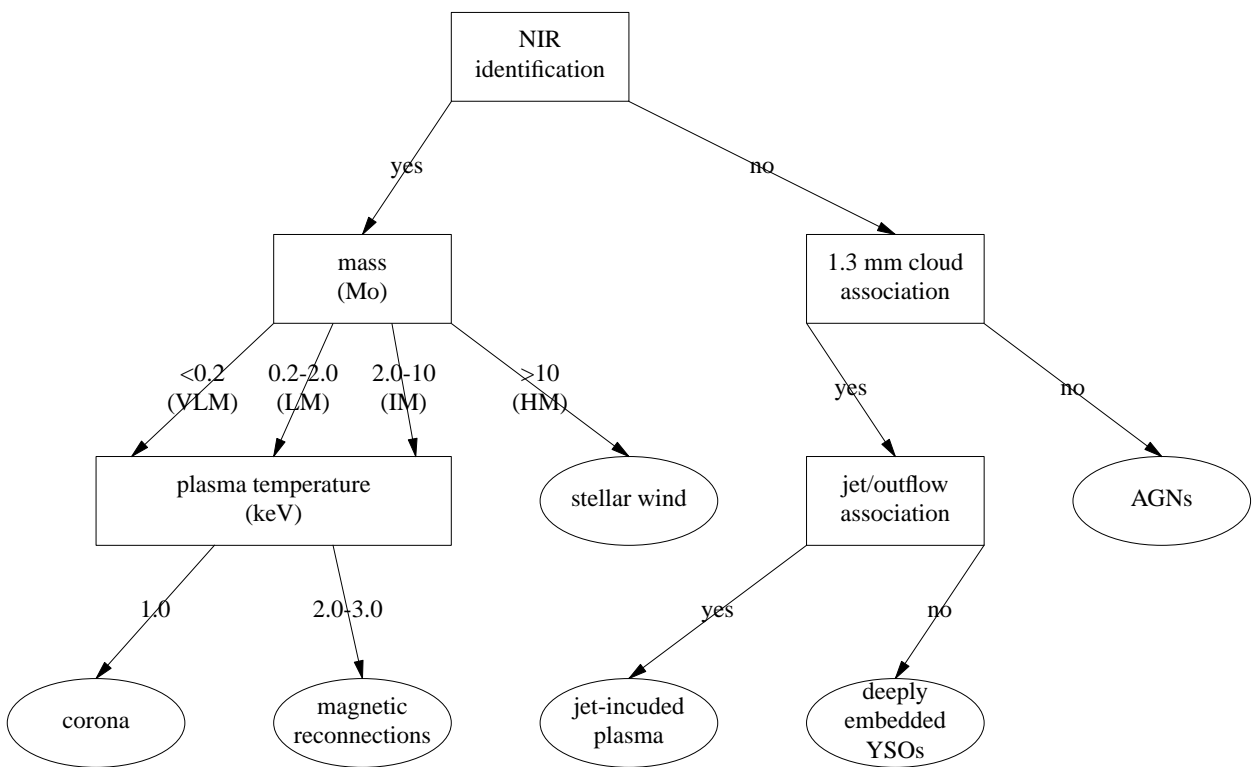 NIR
identification
yes
no
mass
(Mo)
1.3 mm cloud
association
<0.2
(VLM)
0.2-2.0
(LM)
2.0-10
(IM)
>10
(HM)
yes
no
plasma temperature
(keV)
stellar wind
jet/outflow
association
AGNs
1.0
2.0-3.0
yes
no
corona
magnetic
reconnections
jet-incuded
plasma
deeply
embedded
YSOs